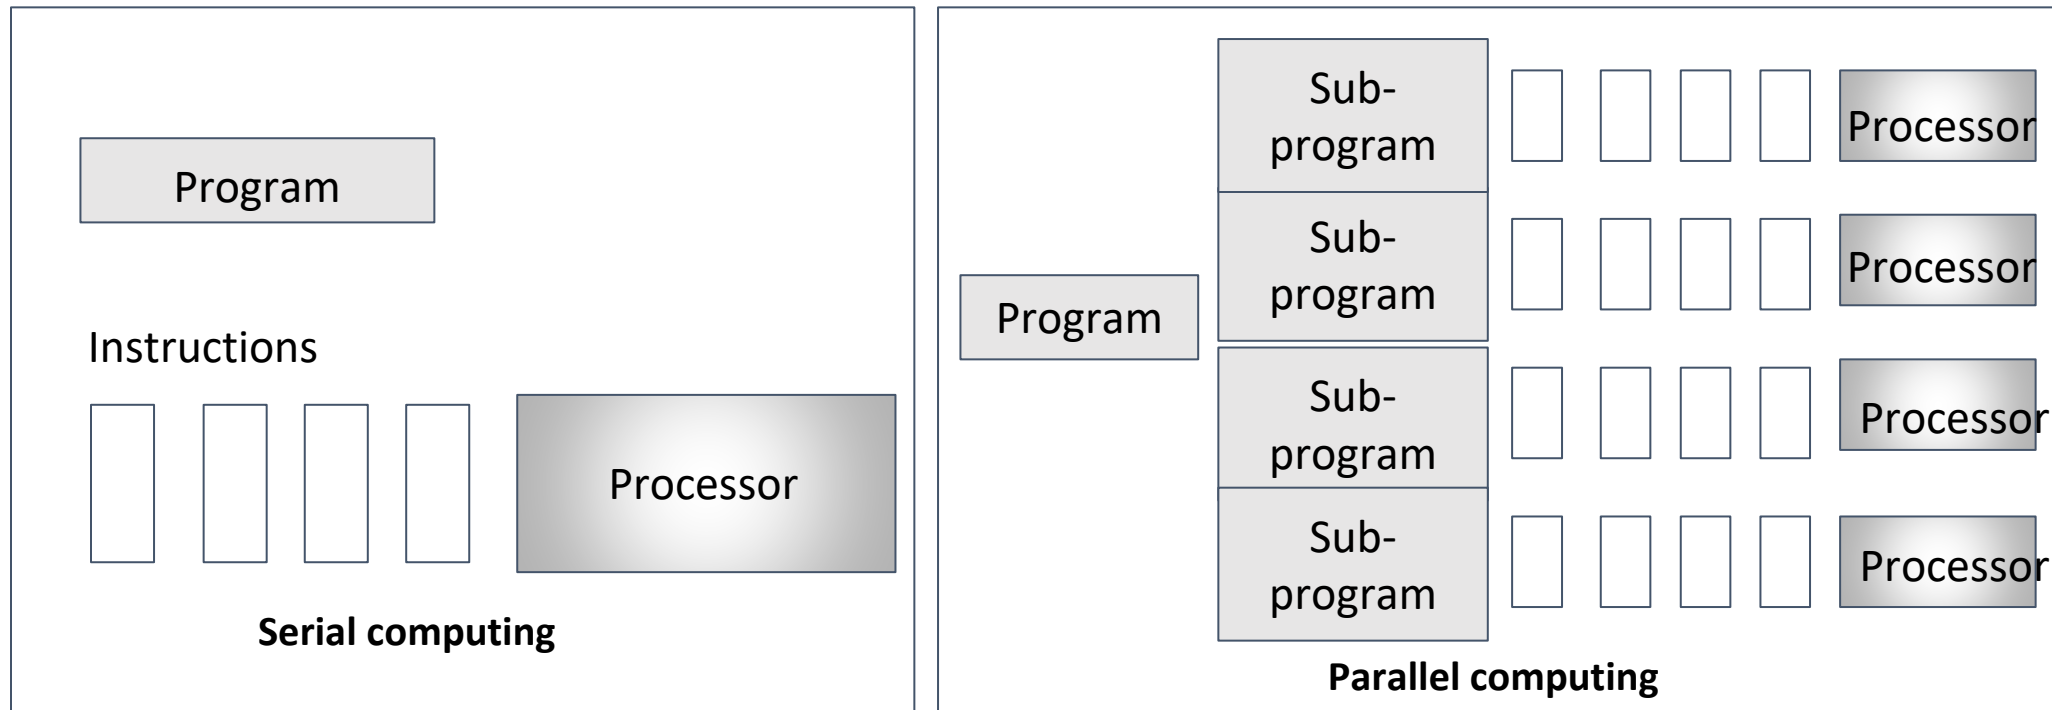 Program
Instructions
Processor
Serial computing
Program
Sub-
program
Processor
Sub-
program
Processor
Sub-
program
Processor
Sub-
program
Processor
Parallel computing